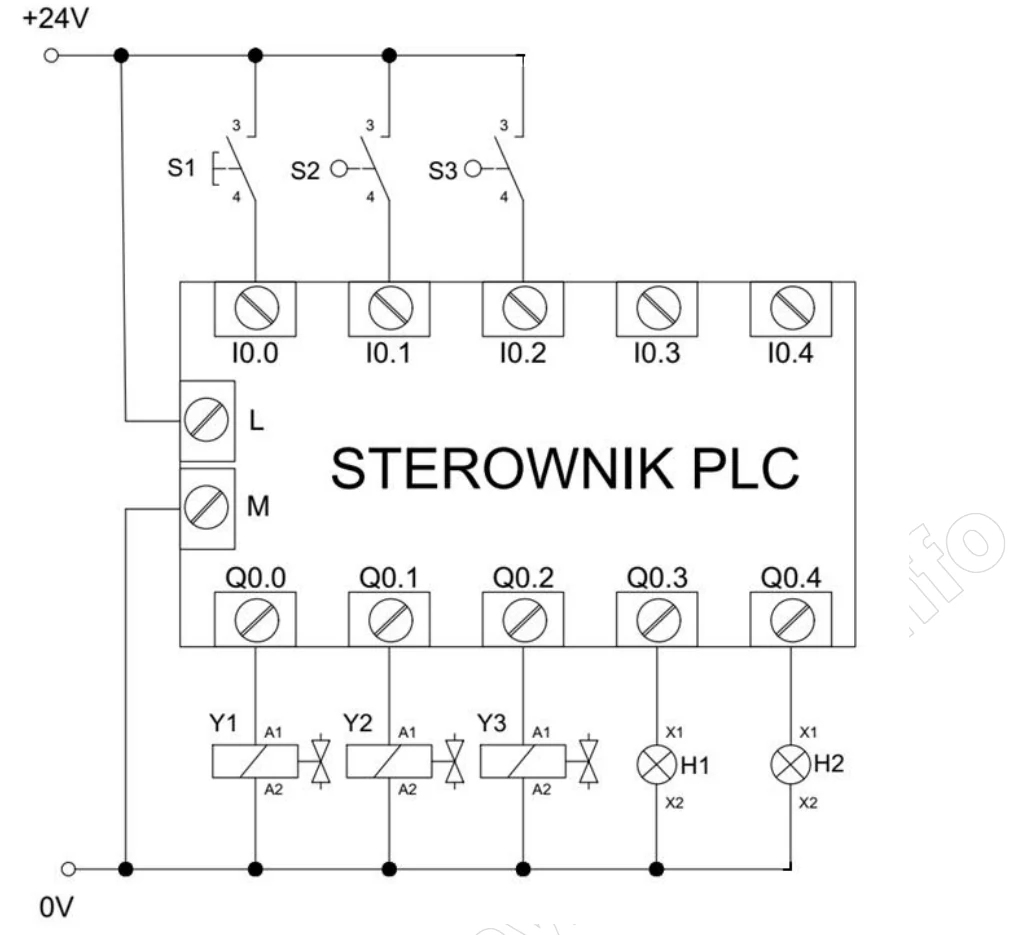 +24V
3 3 3
S1 S2 S3
4 4 4
I0.0 I0.1 I0.2 I0.3 I0.4
L
STEROWNIK PLC
M
Q0.0 Q0.1 Q0.2 Q0.3 Q0.4
Y1 A1 Y2 A1 Y3 A1 X1 X1
H1 H2
A2 A2 A2 X2 X2
0V